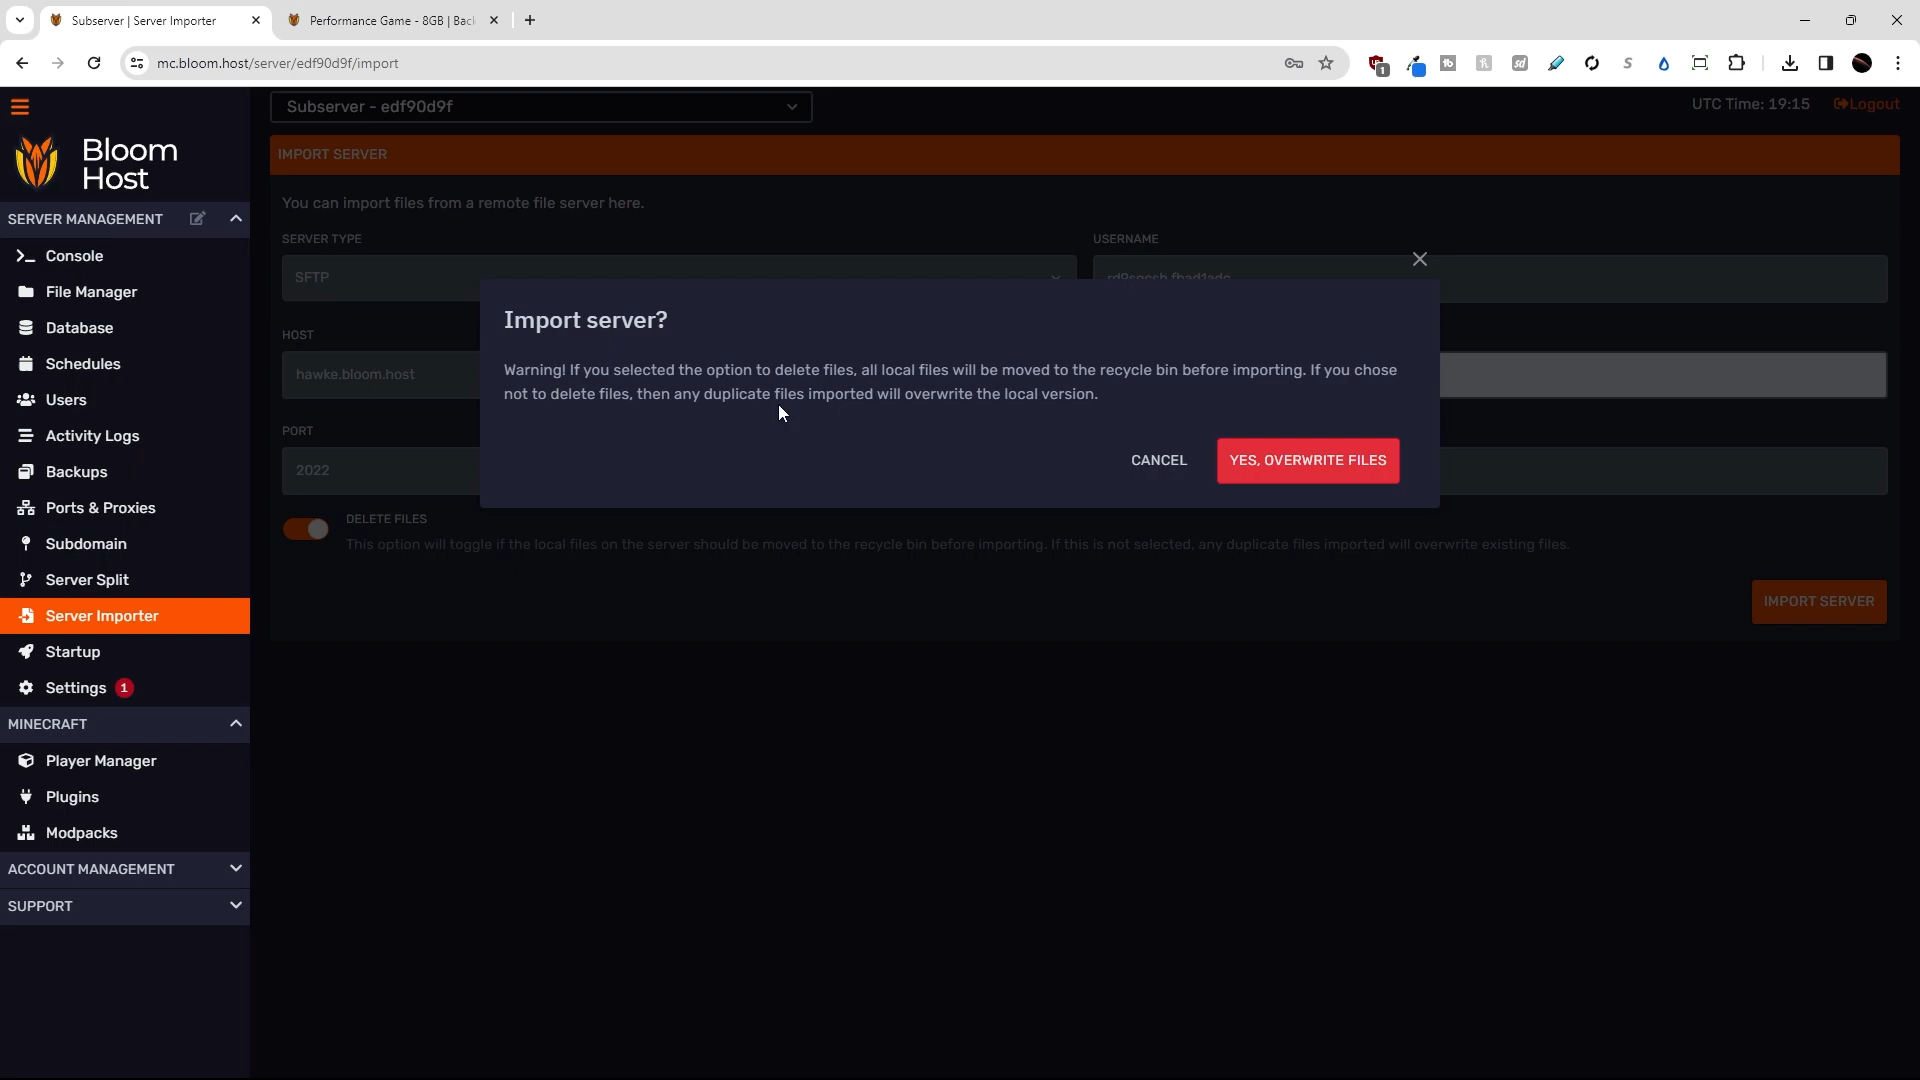 Subserver | Server Importer
Performance Game - 8GB | Bac
mc.bloom.host/server/edf90d9f/import
1
Subserver - edf90d9f
UTC Time: 19:15
Logout
Bloom
Host
IMPORT SERVER
You can import files from a remote file server here.
SERVER MANAGEMENT
SERVER TYPE
USERNAME
Console
SFTP
File Manager
Import server?
Database
HOST
Schedules
Warning! If you selected the option to delete files, all local files will be moved to the recycle bin before importing. If you chose
not to delete files, then any duplicate files imported will overwrite the local version.
hawke.bloom.host
Users
Activity Logs
PORT
CANCEL
YES, OVERWRITE FILES
Backups
2022
Ports & Proxies
DELETE FILES
This option will toggle if the local files on the server should be moved to the recycle bin before importing. If this is not selected, any duplicate files imported will overwrite existing files.
Subdomain
Server Split
IMPORT SERVER
Server Importer
Startup
Settings 1
MINECRAFT
Player Manager
Plugins
Modpacks
ACCOUNT MANAGEMENT
SUPPORT